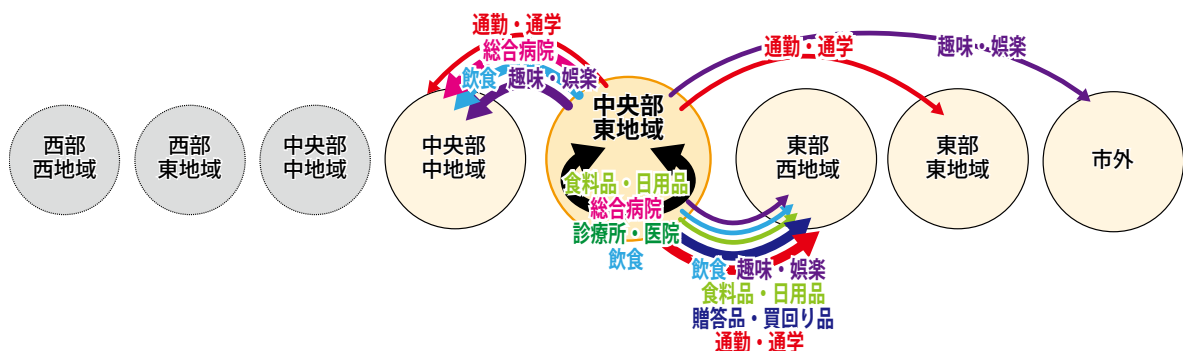 通勤・通学
総合病院
飲食 趣味・娯楽
通勤・通学
趣味・娯楽
西部
西地域
西部
東地域
中央部
中地域
中央部
中地域
中央部
東地域
東部
西地域
東部
東地域
市外
食料品・日用品
総合病院
診療所・医院
飲食
飲食 趣味・娯楽
食料品・日用品
贈答品・買回り品
通勤・通学